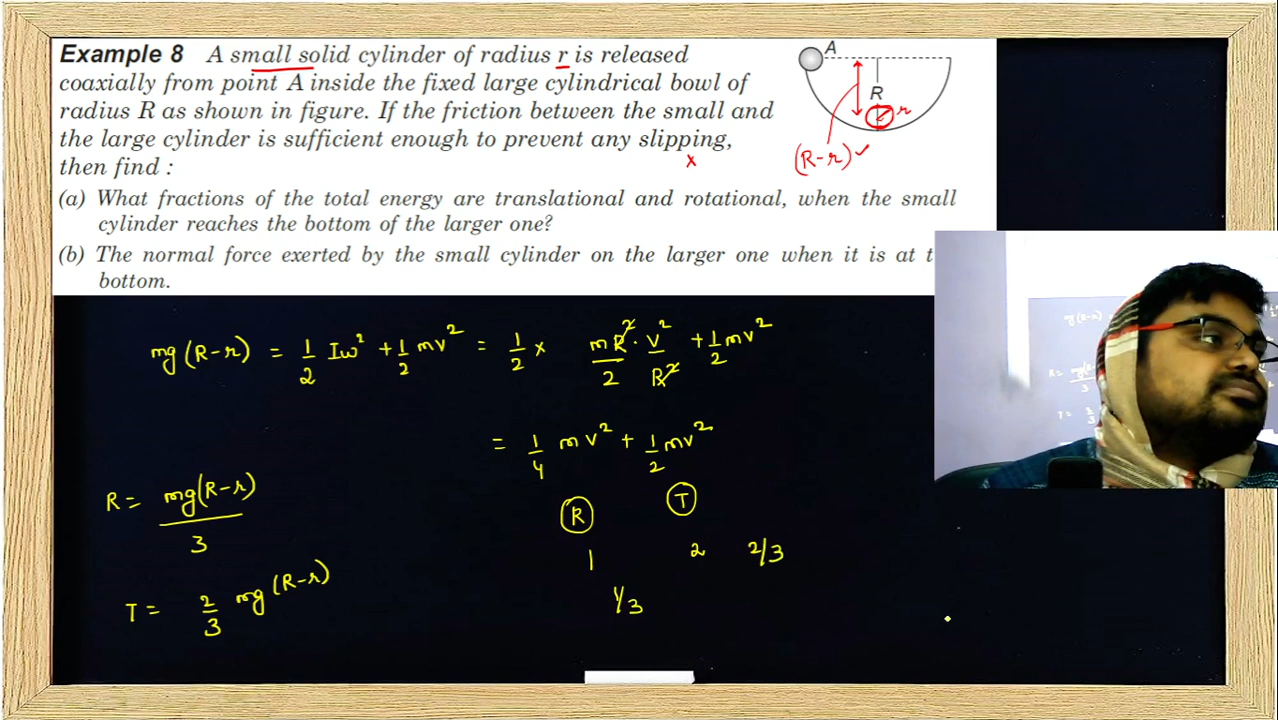 Example 8 A small solid cylinder of radius r is released
coaxially from point A inside the fixed large cylindrical bowl of
radius R as shown in figure. If the friction between the small and
the large cylinder is sufficient enough to prevent any slipping,
then find :
x
A
R
r
(R-r) ✓
(a) What fractions of the total energy are translational and rotational, when the small
cylinder reaches the bottom of the larger one?
(b) The normal force exerted by the small cylinder on the larger one when it is at t
bottom.
mg(R-r) = 1/2 Iω² + 1/2 mv² = 1/2 × mR²/2 · v²/R² + 1/2 mv²
= 1/4 mv² + 1/2 mv²
R = mg(R-r)/3
R T
1 2 2/3
T = 2/3 mg(R-r)
1/3